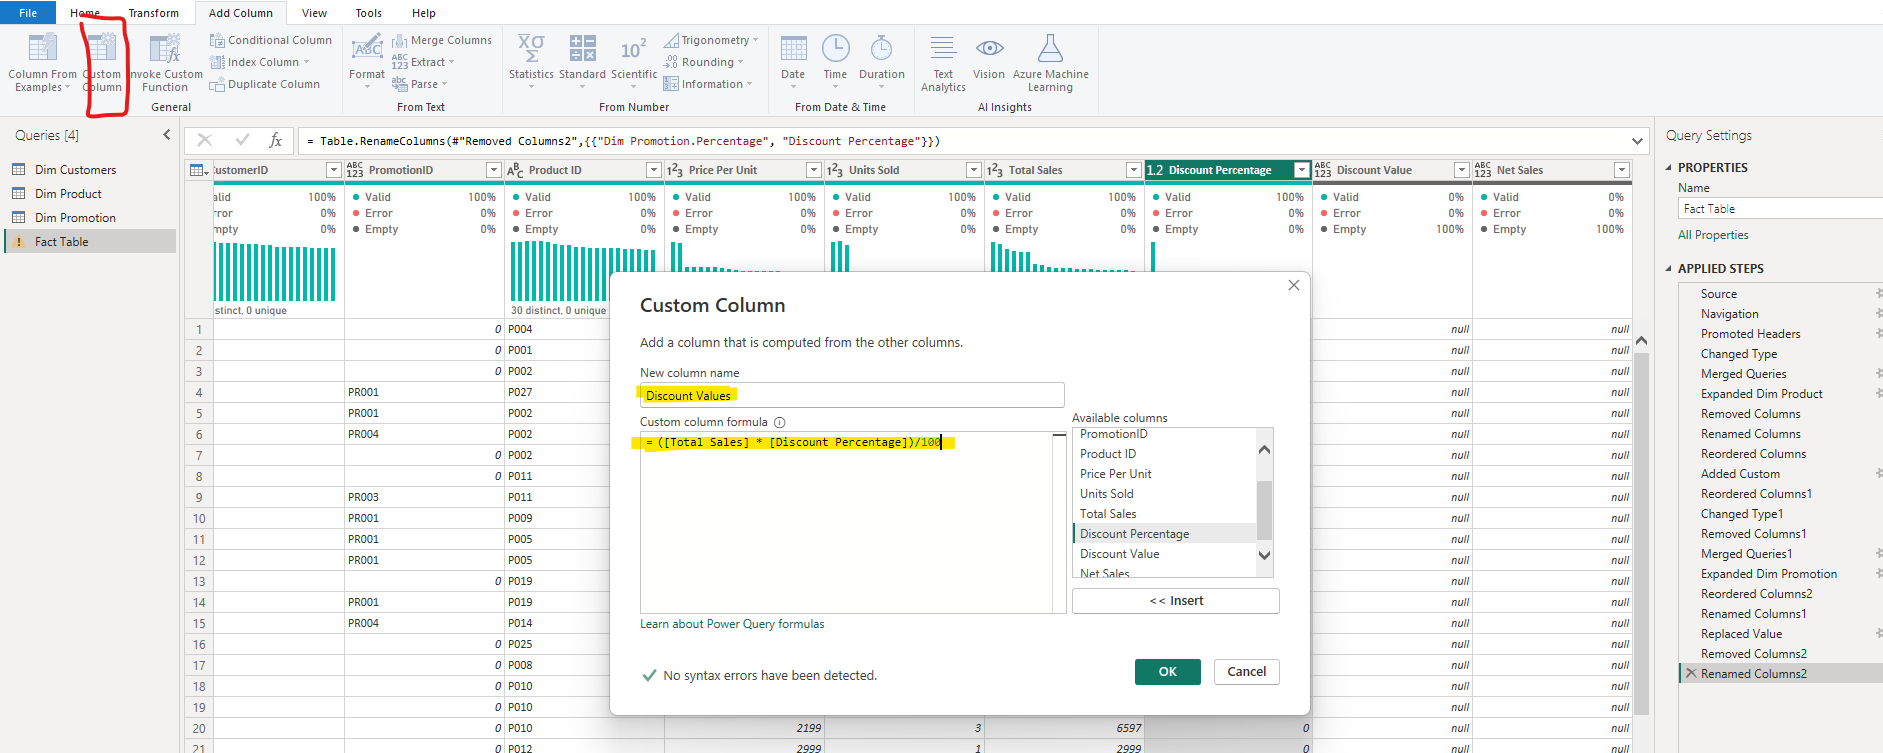 File Home Transform Add Column View Tools Help
Column From Examples
Custom Column
Invoke Custom Function
Conditional Column
Index Column
Duplicate Column
General
Format
Merge Columns
Extract
Parse
From Text
Statistics
Standard
Scientific
Trigonometry
Rounding
Information
From Number
Date
Time
Duration
From Date & Time
Text Analytics
Vision
Azure Machine Learning
AI Insights
Queries [4]
Dim Customers
Dim Product
Dim Promotion
Fact Table
= Table.RenameColumns(#"Removed Columns2",{{"Dim Promotion.Percentage", "Discount Percentage"}})
CustomerID PromotionID Product ID Price Per Unit Units Sold Total Sales Discount Percentage Discount Value Net Sales
alid 100% Valid 100% Valid 100% Valid 100% Valid 100% Valid 100% Valid 100% Valid 0% Valid 0%
rror 0% Error 0% Error 0% Error 0% Error 0% Error 0% Error 0% Error 0% Error 0%
mpty 0% Empty 0% Empty 0% Empty 0% Empty 0% Empty 0% Empty 0% Empty 100% Empty 100%
stinct, 0 unique 30 distinct, 0 unique
1 0 P004 null null
2 0 P001 null null
3 0 P002 null null
4 PR001 P027 null null
5 PR001 P002 null null
6 PR004 P002 null null
7 0 P002 null null
8 0 P011 null null
9 PR003 P011 null null
10 PR001 P009 null null
11 PR001 P005 null null
12 PR001 P005 null null
13 0 P019 null null
14 PR001 P019 null null
15 PR004 P014 null null
16 0 P025 null null
17 0 P008 null null
18 0 P010 null null
19 0 P010 null null
20 0 P010 2199 3 6597 0 null null
21 0 P012 2999 1 2999 0 null null
Custom Column
Add a column that is computed from the other columns.
New column name
Discount Values
Custom column formula
= ([Total Sales] * [Discount Percentage])/100
Available columns
PromotionID
Product ID
Price Per Unit
Units Sold
Total Sales
Discount Percentage
Discount Value
Net Sales
<< Insert
Learn about Power Query formulas
No syntax errors have been detected.
OK
Cancel
Query Settings
PROPERTIES
Name
Fact Table
All Properties
APPLIED STEPS
Source
Navigation
Promoted Headers
Changed Type
Merged Queries
Expanded Dim Product
Removed Columns
Renamed Columns
Reordered Columns
Added Custom
Reordered Columns1
Changed Type1
Removed Columns1
Merged Queries1
Expanded Dim Promotion
Reordered Columns2
Renamed Columns1
Replaced Value
Removed Columns2
Renamed Columns2